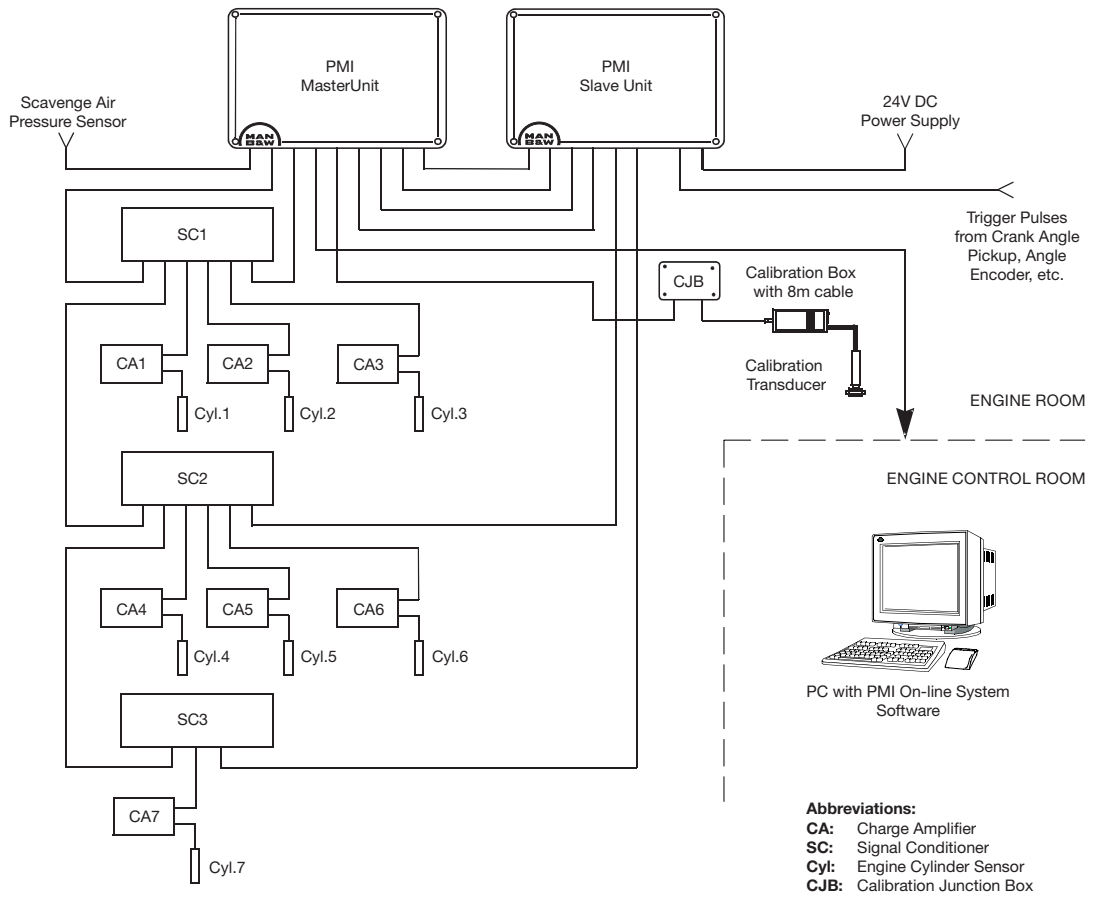 PMI
MasterUnit
MAN
B&W
PMI
Slave Unit
MAN
B&W
Scavenge Air
Pressure Sensor
24V DC
Power Supply
Trigger Pulses
from Crank Angle
Pickup, Angle
Encoder, etc.
SC1
CJB
Calibration Box
with 8m cable
Calibration
Transducer
CA1
CA2
CA3
Cyl.1
Cyl.2
Cyl.3
ENGINE ROOM
ENGINE CONTROL ROOM
SC2
CA4
CA5
CA6
Cyl.4
Cyl.5
Cyl.6
PC with PMI On-line System
Software
SC3
CA7
Cyl.7
Abbreviations:
CA: Charge Amplifier
SC: Signal Conditioner
Cyl: Engine Cylinder Sensor
CJB: Calibration Junction Box